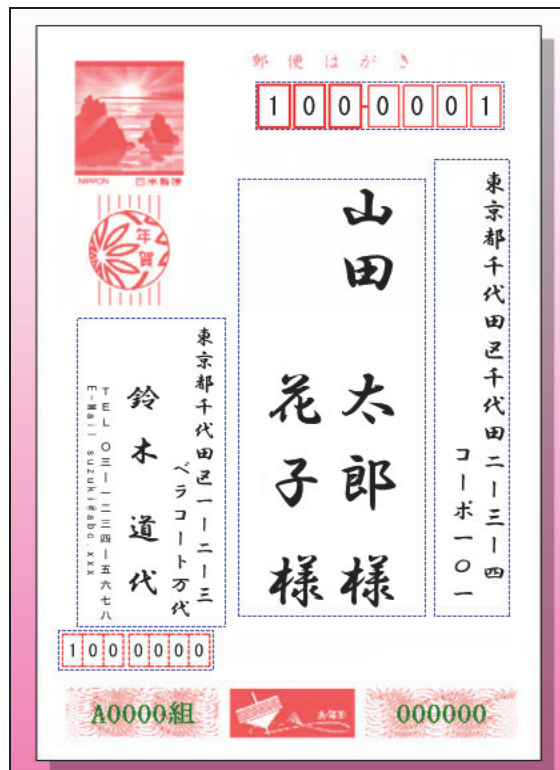 郵便はがき
100-0001
NIPPON 日本郵便
年賀
東京都千代田区千代田二ー三ー四
コーポ一〇一
山田 太郎 様
花子 様
東京都千代田区一ー二ー三
ベラコート万代
鈴木 道代
TEL 〇三ー一二三四ー五六七八
E-Mail suzuki@abc.xxx
1000000
A0000組
お年玉
000000